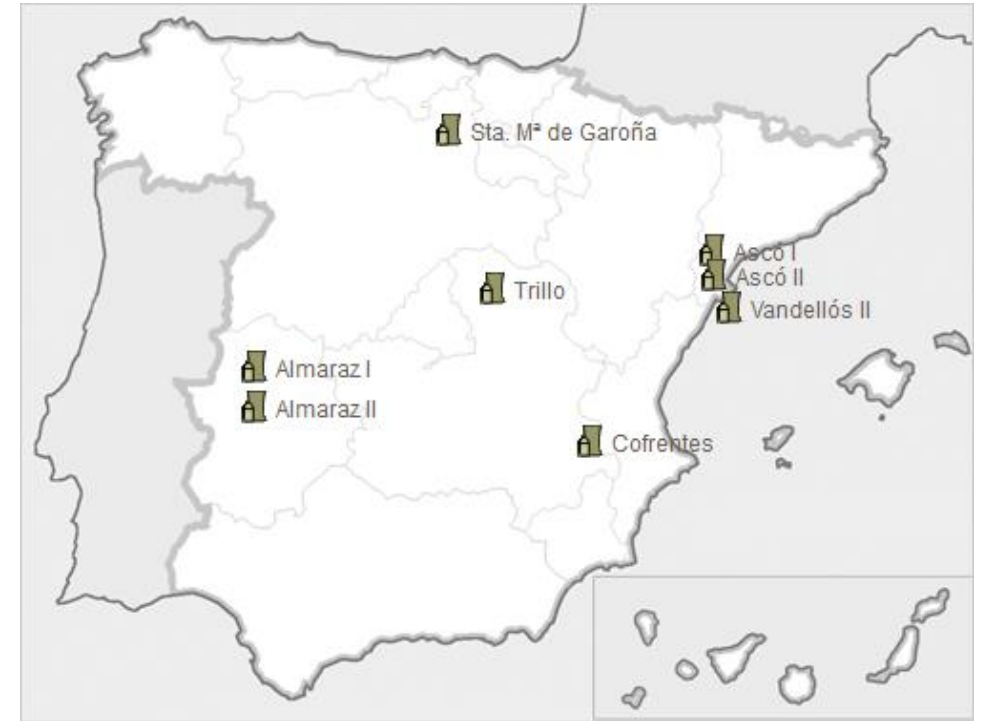 Sta. Mª de Garoña
Ascó I
Ascó II
Trillo
Vandellós II
Almaraz I
Almaraz II
Cofrentes